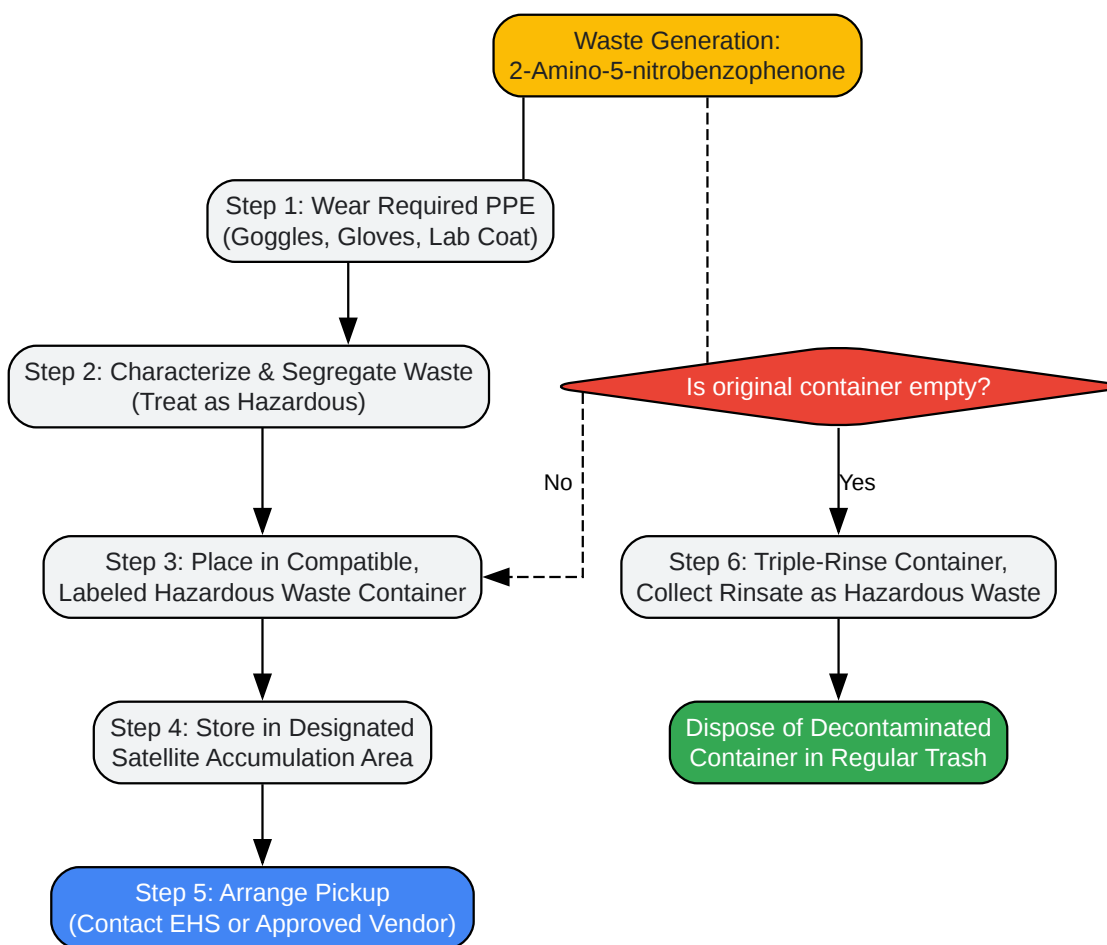 Waste Generation:
2-Amino-5-nitrobenzophenone
Step 1: Wear Required PPE
(Goggles, Gloves, Lab Coat)
Step 2: Characterize & Segregate Waste
(Treat as Hazardous)
Is original container empty?
No
Yes
Step 3: Place in Compatible,
Labeled Hazardous Waste Container
Step 6: Triple-Rinse Container,
Collect Rinsate as Hazardous Waste
Step 4: Store in Designated
Satellite Accumulation Area
Dispose of Decontaminated
Container in Regular Trash
Step 5: Arrange Pickup
(Contact EHS or Approved Vendor)